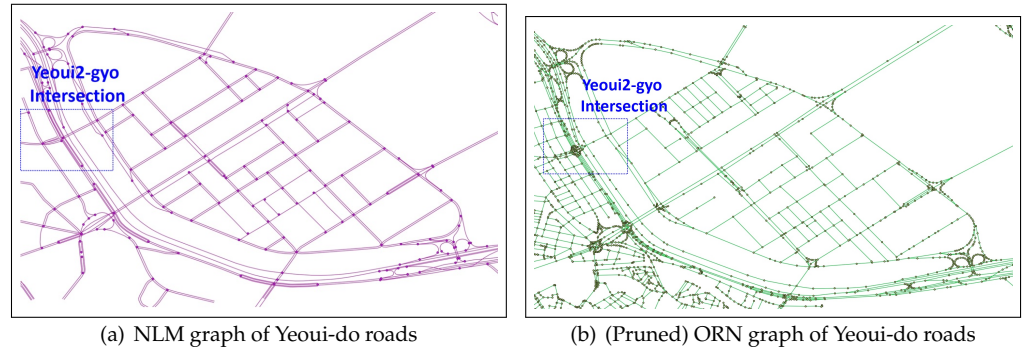 Yeoui2-gyo
Intersection
Yeoui2-gyo
Intersection
(a) NLM graph of Yeoui-do roads
(b) (Pruned) ORN graph of Yeoui-do roads